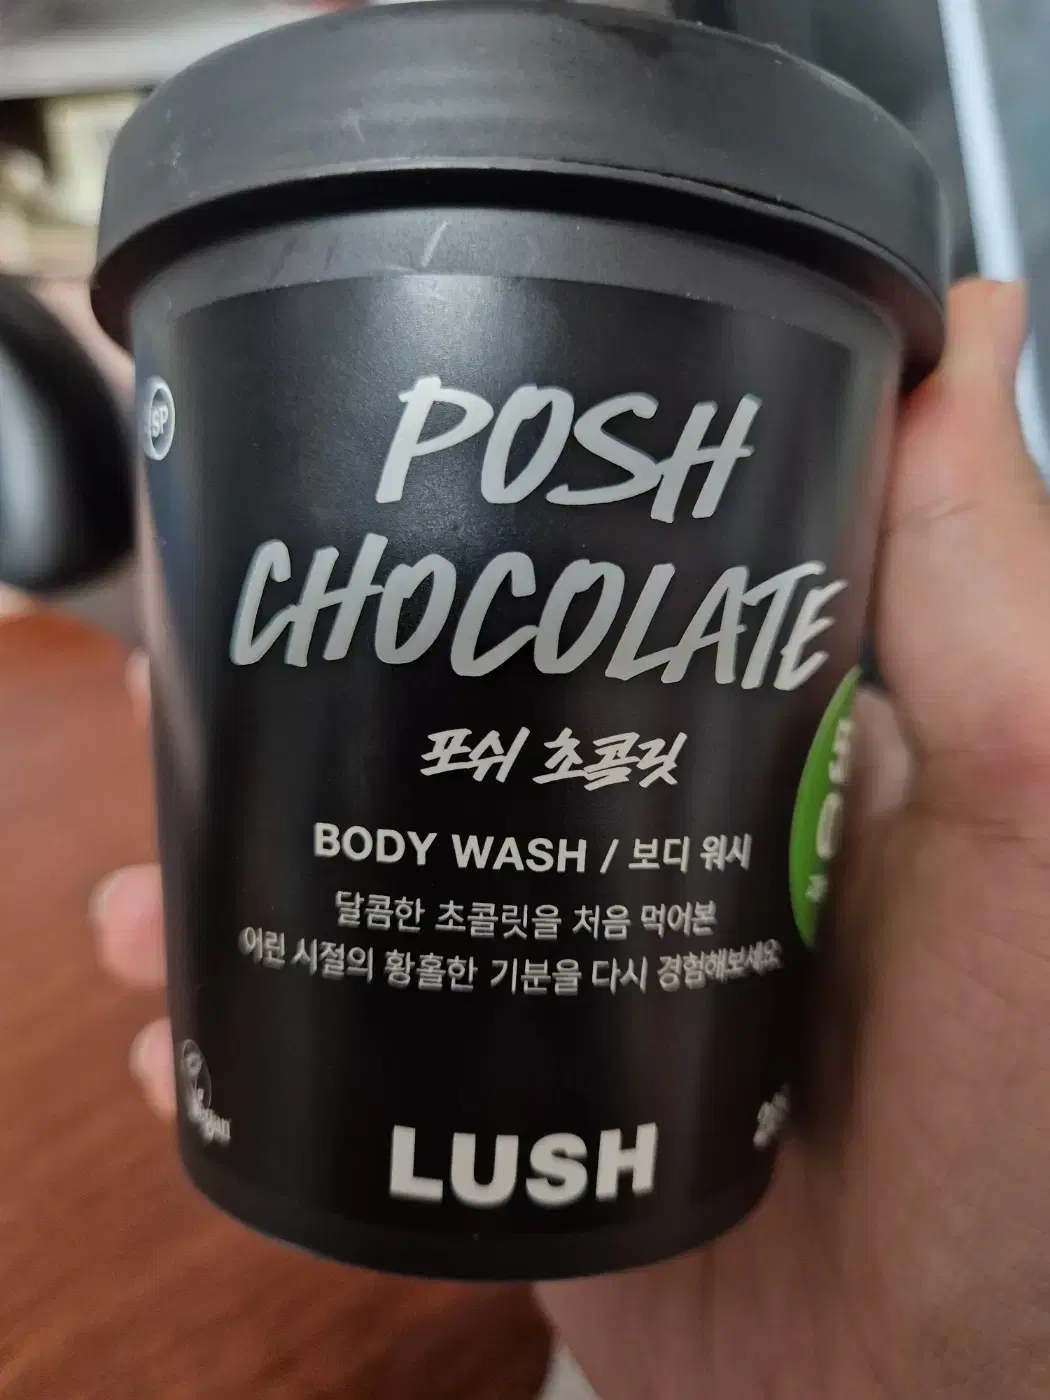 SP
POSH
CHOCOLATE
포쉬 초콜릿
BODY WASH / 보디 워시
달콤한 초콜릿을 처음 먹어본
어린 시절의 황홀한 기분을 다시 경험해보세요
Vegan
LUSH